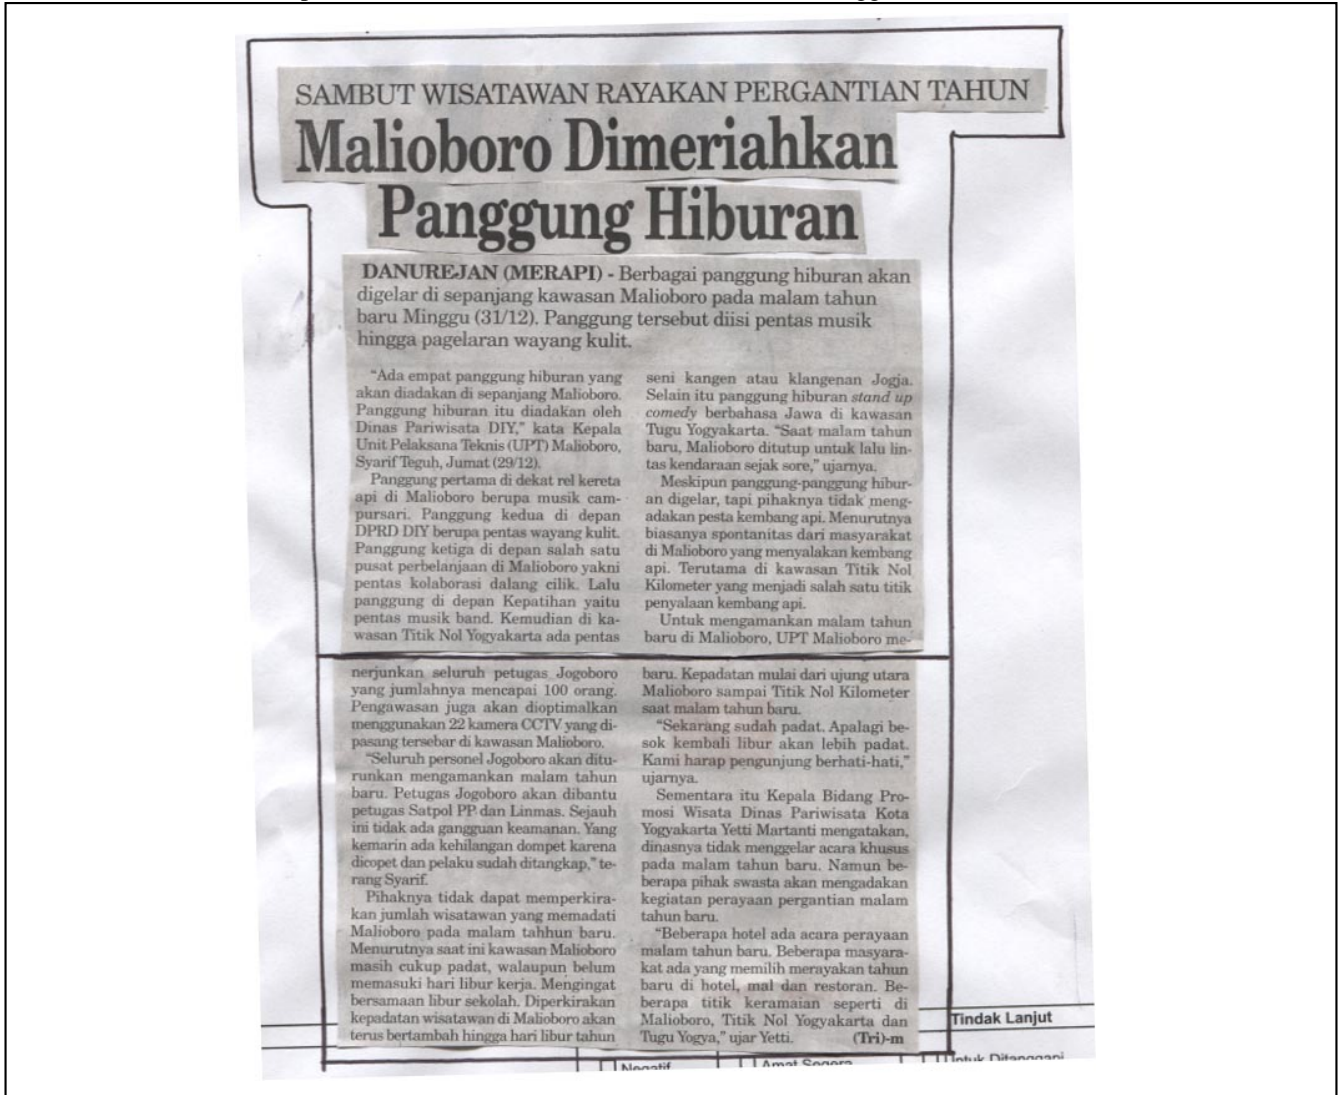 SAMBUT WISATAWAN RAYAKAN PERGANTIAN TAHUN
Malioboro Dimeriahkan
Panggung Hiburan
DANUREJAN (MERAPI) - Berbagai panggung hiburan akan
digelar di sepanjang kawasan Malioboro pada malam tahun
baru Minggu (31/12). Panggung tersebut diisi pentas musik
hingga pagelaran wayang kulit.
"Ada empat panggung hiburan yang
akan diadakan di sepanjang Malioboro.
Panggung hiburan itu diadakan oleh
Dinas Pariwisata DIY," kata Kepala
Unit Pelaksana Teknis (UPT) Malioboro,
Syarif Teguh, Jumat (29/12).
Panggung pertama di dekat rel kereta
api di Malioboro berupa musik cam-
pursari. Panggung kedua di depan
DPRD DIY berupa pentas wayang kulit.
Panggung ketiga di depan salah satu
pusat perbelanjaan di Malioboro yakni
pentas kolaborasi dalang cilik. Lalu
panggung di depan Kepatihan yaitu
pentas musik band. Kemudian di ka-
wasan Titik Nol Yogyakarta ada pentas
seni kangen atau klangenan Jogja.
Selain itu panggung hiburan stand up
comedy berbahasa Jawa di kawasan
Tugu Yogyakarta. "Saat malam tahun
baru, Malioboro ditutup untuk lalu lin-
tas kendaraan sejak sore," ujarnya.
Meskipun panggung-panggung hibur-
an digelar, tapi pihaknya tidak meng-
adakan pesta kembang api. Menurutnya
biasanya spontanitas dari masyarakat
di Malioboro yang menyalakan kembang
api. Terutama di kawasan Titik Nol
Kilometer yang menjadi salah satu titik
penyalaan kembang api.
Untuk mengamankan malam tahun
baru di Malioboro, UPT Malioboro me-
nerjunkan seluruh petugas Jogoboro
yang jumlahnya mencapai 100 orang.
Pengawasan juga akan dioptimalkan
menggunakan 22 kamera CCTV yang di-
pasang tersebar di kawasan Malioboro.
"Seluruh personel Jogoboro akan ditu-
runkan mengamankan malam tahun
baru. Petugas Jogoboro akan dibantu
petugas Satpol PP dan Linmas. Sejauh
ini tidak ada gangguan keamanan. Yang
kemarin ada kehilangan dompet karena
dicopet dan pelaku sudah ditangkap," te-
rang Syarif.
Pihaknya tidak dapat memperkira-
kan jumlah wisatawan yang memadati
Malioboro pada malam tahhun baru.
Menurutnya saat ini kawasan Malioboro
masih cukup padat, walaupun belum
memasuki hari libur kerja. Mengingat
bersamaan libur sekolah. Diperkirakan
kepadatan wisatawan di Malioboro akan
terus bertambah hingga hari libur tahun
baru. Kepadatan mulai dari ujung utara
Malioboro sampai Titik Nol Kilometer
saat malam tahun baru.
"Sekarang sudah padat. Apalagi be-
sok kembali libur akan lebih padat.
Kami harap pengunjung berhati-hati,"
ujarnya.
Sementara itu Kepala Bidang Pro-
mosi Wisata Dinas Pariwisata Kota
Yogyakarta Yetti Martanti mengatakan,
dinasnya tidak menggelar acara khusus
pada malam tahun baru. Namun be-
berapa pihak swasta akan mengadakan
kegiatan perayaan pergantian malam
tahun baru.
"Beberapa hotel ada acara perayaan
malam tahun baru. Beberapa masyara-
kat ada yang memilih merayakan tahun
baru di hotel, mal dan restoran. Be-
berapa titik keramaian seperti di
Malioboro, Titik Nol Yogyakarta dan
Tugu Yogya," ujar Yetti. (Tri)-m
Tindak Lanjut
Negatif Amat Segera Untuk Ditanggapi